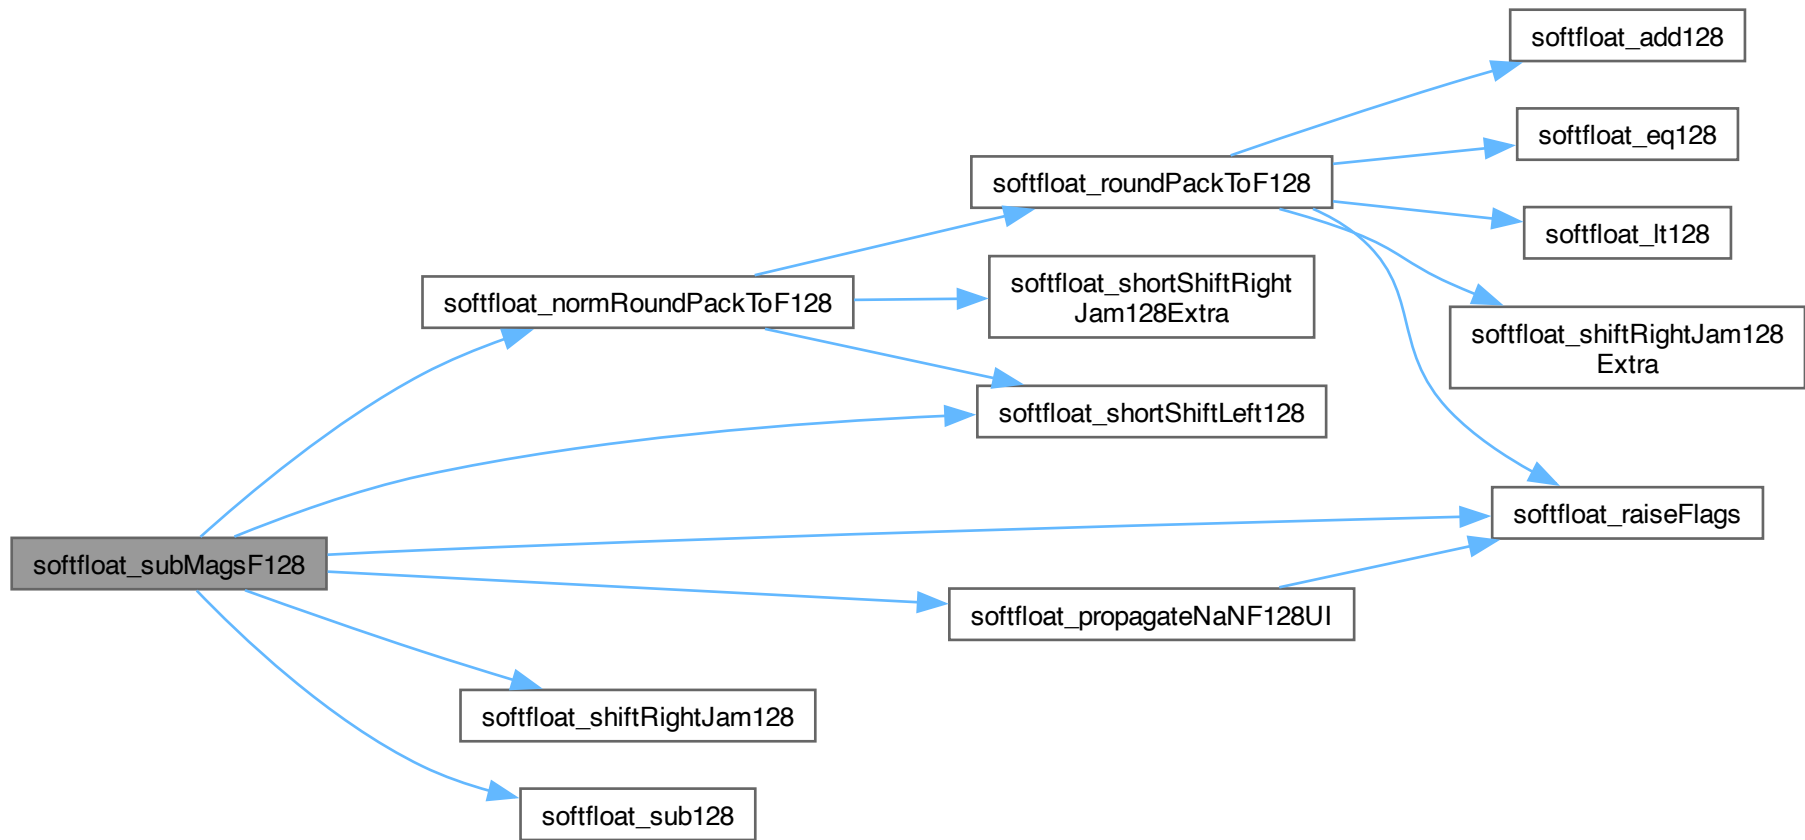 softfloat_add128
softfloat_eq128
softfloat_roundPackToF128
softfloat_lt128
softfloat_shortShiftRight
Jam128Extra
softfloat_normRoundPackToF128
softfloat_shiftRightJam128
Extra
softfloat_shortShiftLeft128
softfloat_raiseFlags
softfloat_subMagsF128
softfloat_propagateNaNF128UI
softfloat_shiftRightJam128
softfloat_sub128